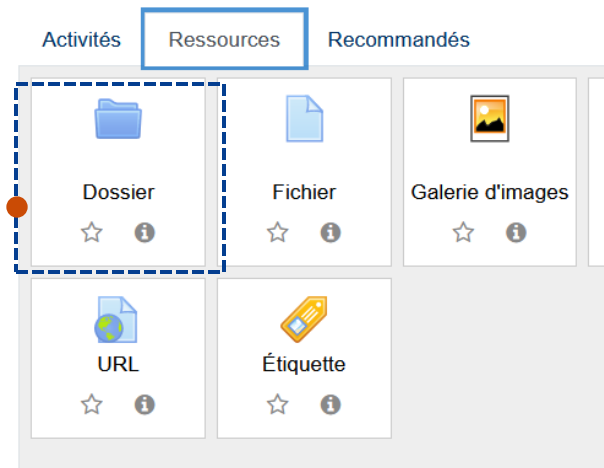 Activités Ressources Recommandés
Dossier Fichier Galerie d'images
URL Étiquette